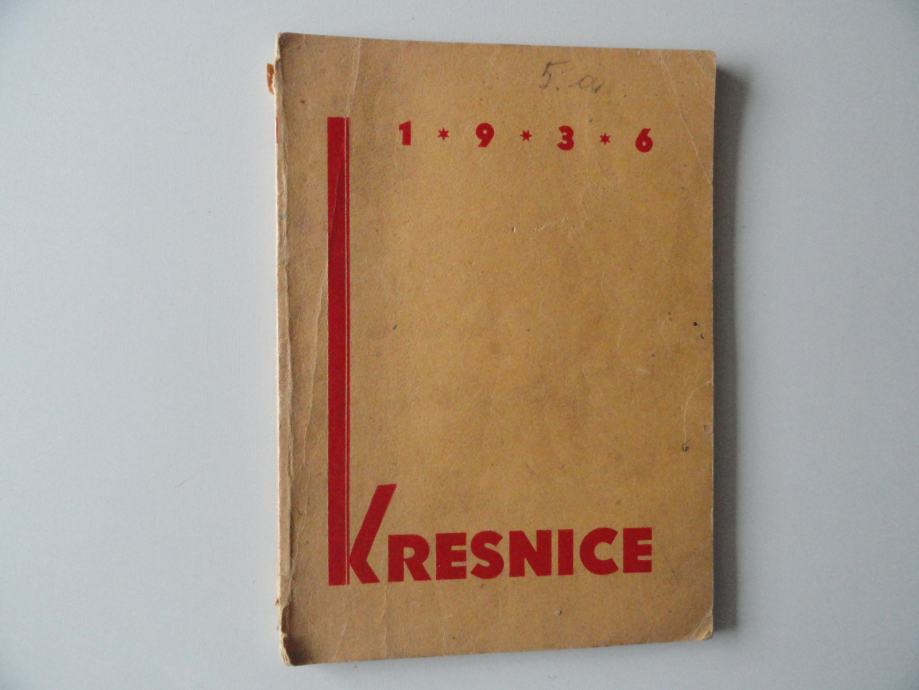 5. a
1*9*3*6
KRESNICE